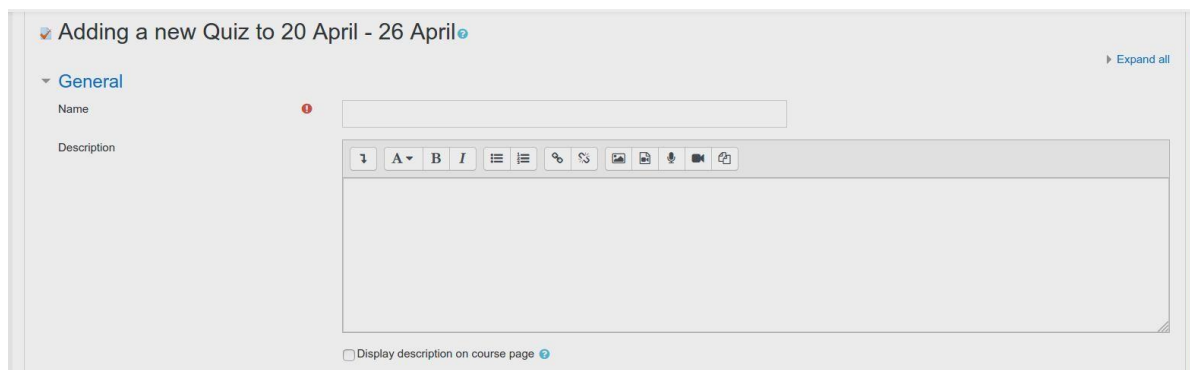 Adding a new Quiz to 20 April - 26 April
Expand all
General
Name
Description
A B I
Display description on course page